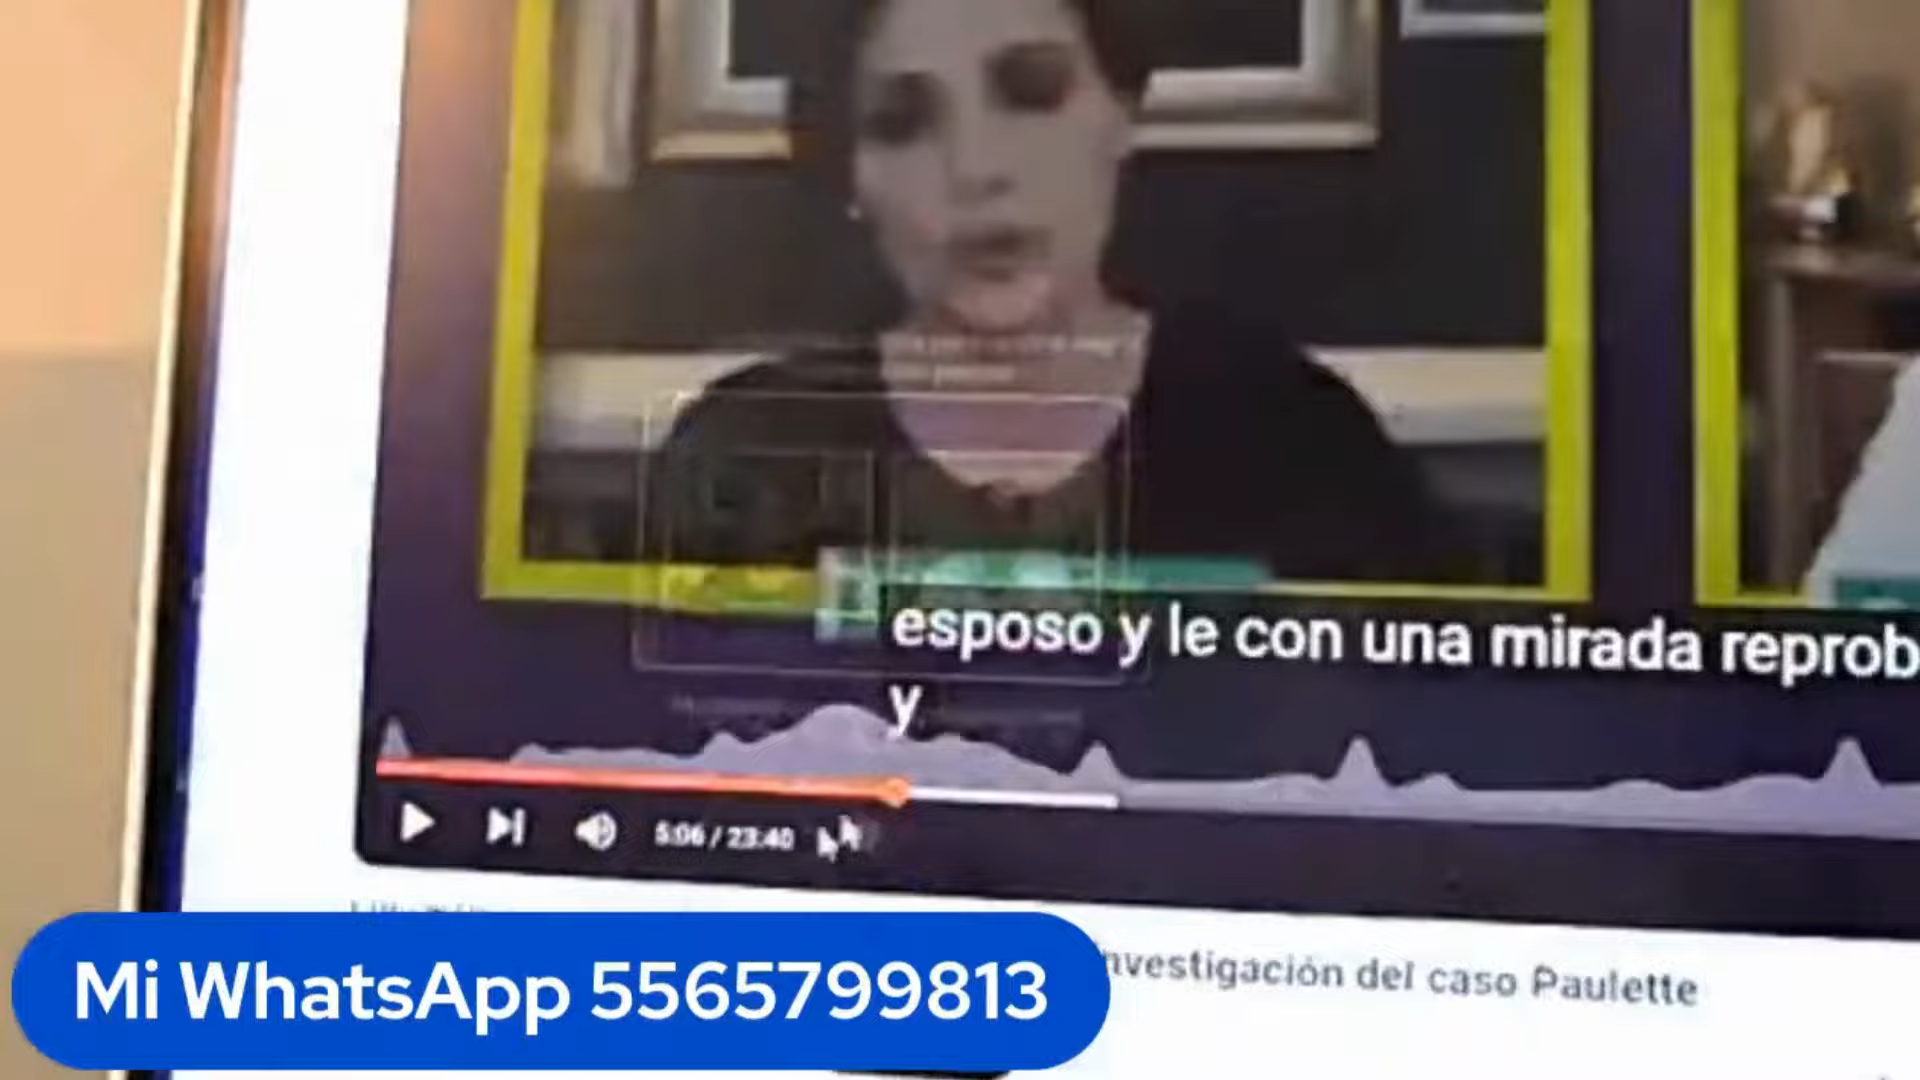 esposo y le con una mirada reprob
y
5:06 / 23:40
nvestigación del caso Paulette
Mi WhatsApp 5565799813